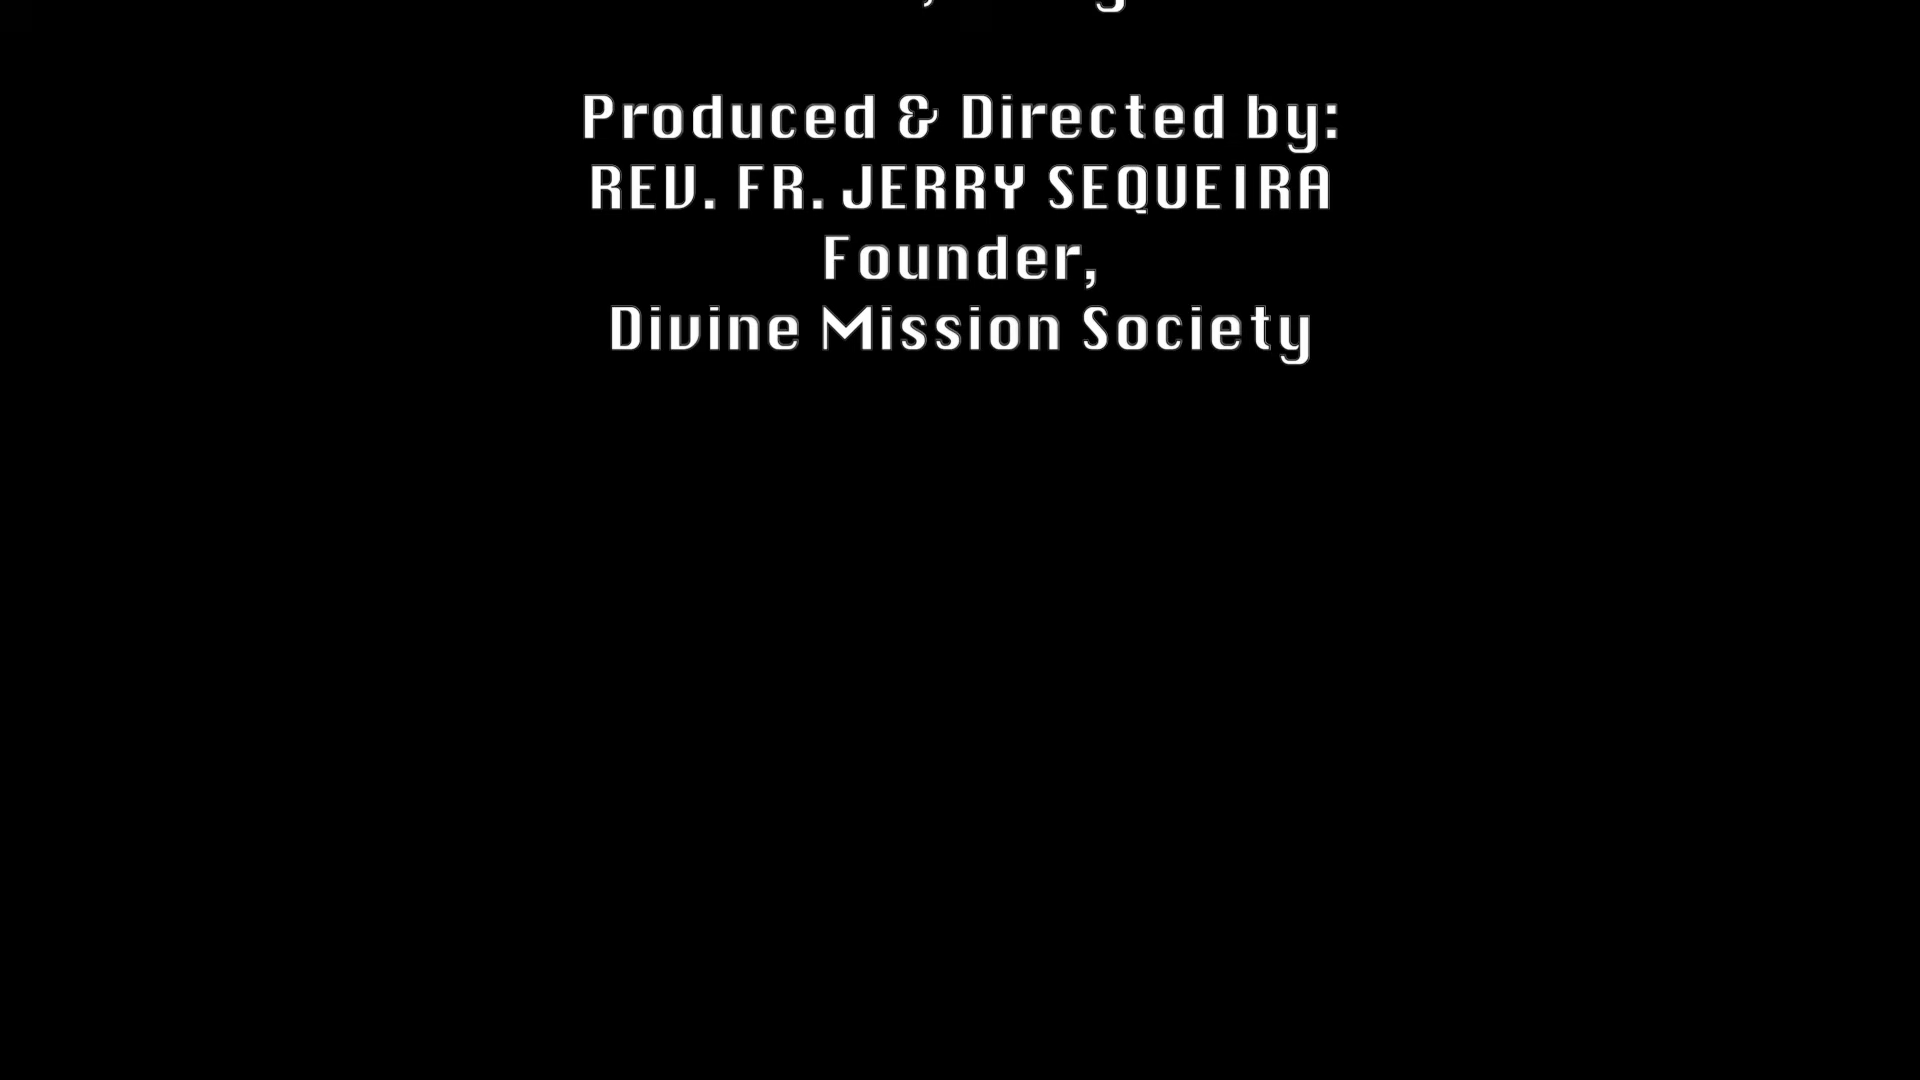 Produced & Directed by:
REV. FR. JERRY SEQUEIRA
Founder,
Divine Mission Society